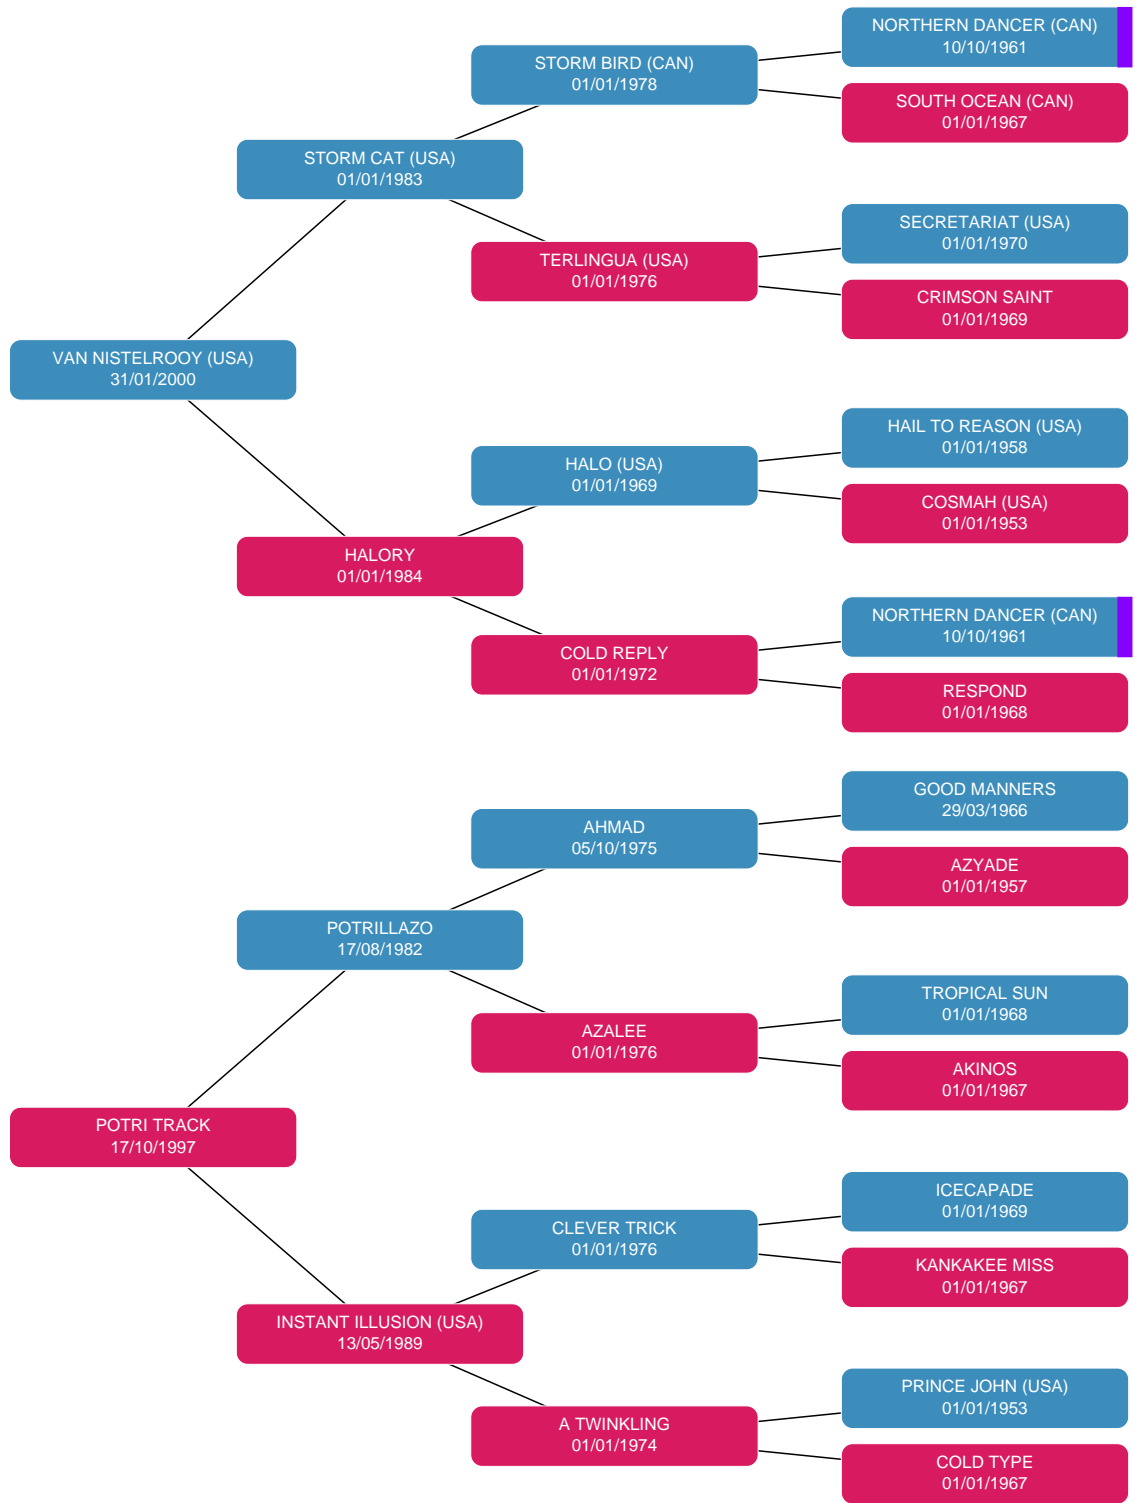 NORTHERN DANCER (CAN)
10/10/1961
STORM BIRD (CAN)
01/01/1978
SOUTH OCEAN (CAN)
01/01/1967
STORM CAT (USA)
01/01/1983
SECRETARIAT (USA)
01/01/1970
TERLINGUA (USA)
01/01/1976
CRIMSON SAINT
01/01/1969
VAN NISTELROOY (USA)
31/01/2000
HAIL TO REASON (USA)
01/01/1958
HALO (USA)
01/01/1969
COSMAH (USA)
01/01/1953
HALORY
01/01/1984
NORTHERN DANCER (CAN)
10/10/1961
COLD REPLY
01/01/1972
RESPOND
01/01/1968
GOOD MANNERS
29/03/1966
AHMAD
05/10/1975
AZYADE
01/01/1957
POTRILLAZO
17/08/1982
TROPICAL SUN
01/01/1968
AZALEE
01/01/1976
AKINOS
01/01/1967
POTRI TRACK
17/10/1997
ICECAPADE
01/01/1969
CLEVER TRICK
01/01/1976
KANKAKEE MISS
01/01/1967
INSTANT ILLUSION (USA)
13/05/1989
PRINCE JOHN (USA)
01/01/1953
A TWINKLING
01/01/1974
COLD TYPE
01/01/1967